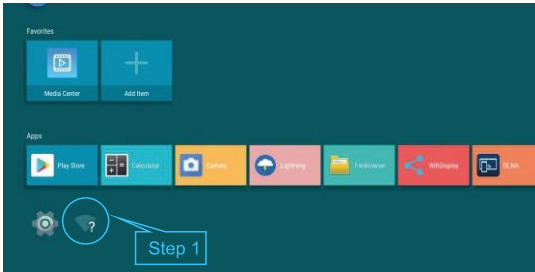 Favorites
Media Center
Add Item
Apps
Play Store
Calculator
Camera
Lightning
FileBrowser
WifiDisplay
DLNA
?
Step 1